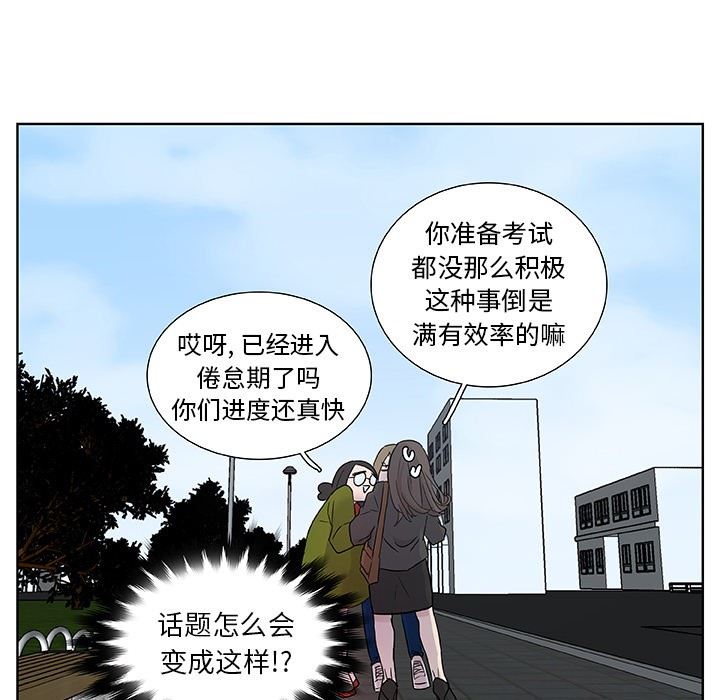 你准备考试
都没那么积极
这种事倒是
满有效率的嘛
哎呀, 已经进入
倦怠期了吗
你们进度还真快
话题怎么会
变成这样!?